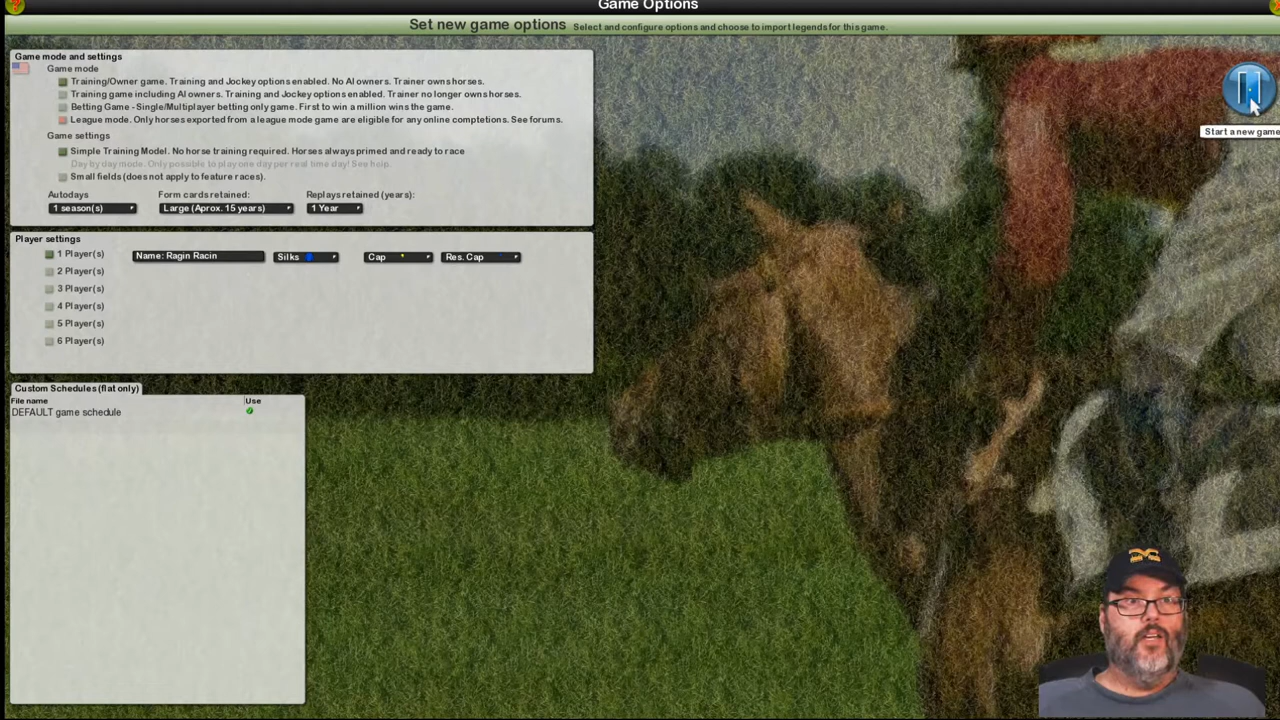 Game Options
Set new game options Select and configure options and choose to import legends for this game.
Game mode and settings
Game mode
Training/Owner game. Training and Jockey options enabled. No AI owners. Trainer owns horses.
Training game including AI owners. Training and Jockey options enabled. Trainer no longer owns horses.
Betting Game - Single/Multiplayer betting only game. First to win a million wins the game.
League mode. Only horses exported from a league mode game are eligible for any online comptetions. See forums.
Game settings
Simple Training Model. No horse training required. Horses always primed and ready to race
Day by day mode. Only possible to play one day per real time day! See help.
Small fields (does not apply to feature races).
Autodays Form cards retained: Replays retained (years):
1 season(s) Large (Aprox. 15 years) 1 Year
Start a new game
Player settings
1 Player(s) Name: Ragin Racin Silks Cap Res. Cap
2 Player(s)
3 Player(s)
4 Player(s)
5 Player(s)
6 Player(s)
Custom Schedules (flat only)
File name Use
DEFAULT game schedule